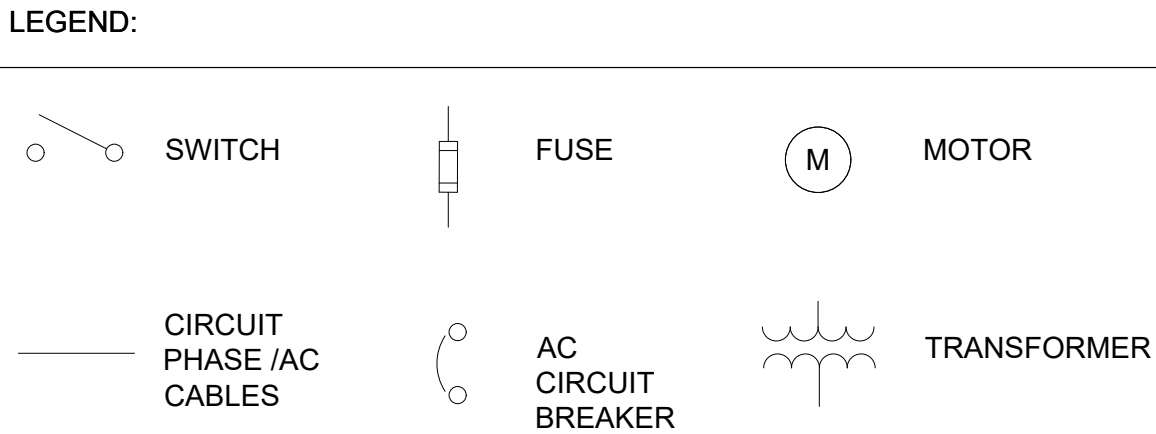 LEGEND:
SWITCH
FUSE
M
MOTOR
CIRCUIT
PHASE /AC
CABLES
AC
CIRCUIT
BREAKER
TRANSFORMER